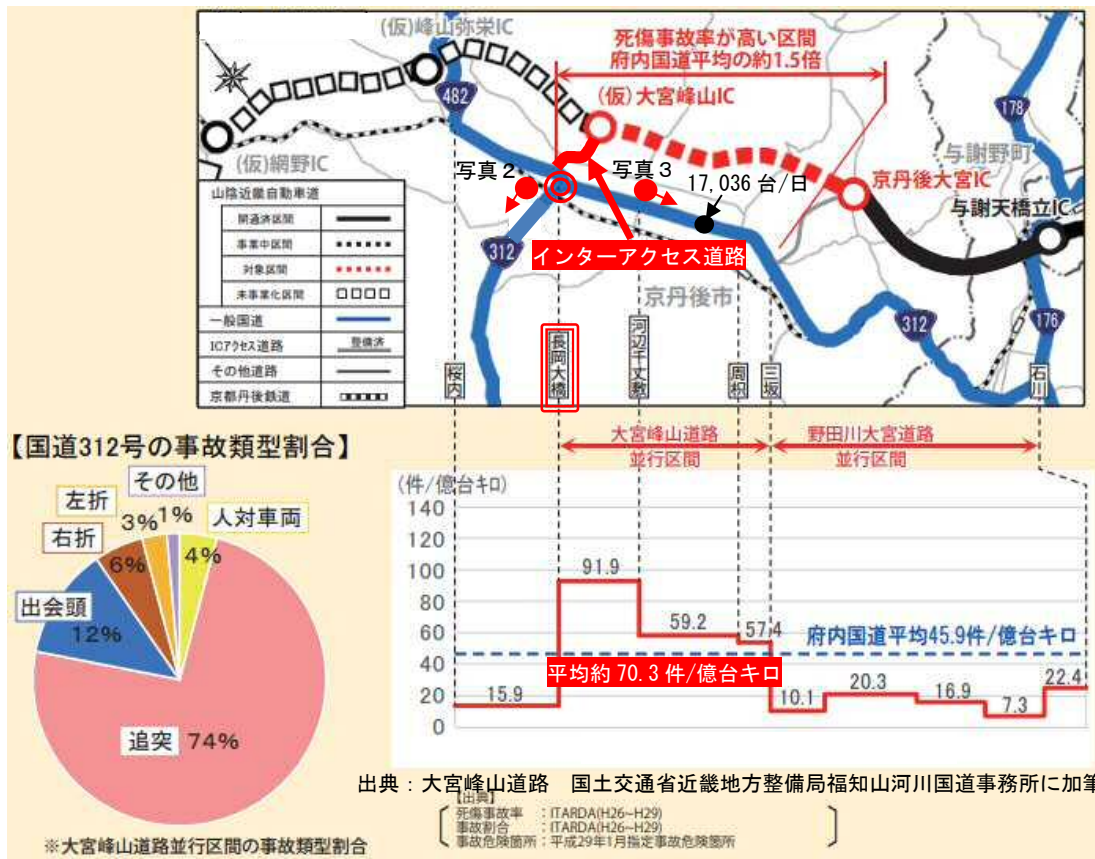 (仮)峰山弥栄IC
死傷事故率が高い区間
府内国道平均の約1.5倍
(仮)大宮峰山IC
482
178
(仮)網野IC
与謝野町
写真2
写真3
17,036 台/日
京丹後大宮IC
与謝天橋立IC
山陰近畿自動車道
開通済区間
事業中区間
対象区間
未事業化区間
一般国道
ICアクセス道路
整備済
その他道路
京都丹後鉄道
312
インターアクセス道路
京丹後市
312
176
桜内
長岡大橋
河辺千丈敷
周枳
三坂
石川
大宮峰山道路
並行区間
野田川大宮道路
並行区間
【国道312号の事故類型割合】
その他
1%
左折
3%
人対車両
4%
右折
6%
出会頭
12%
追突 74%
※大宮峰山道路並行区間の事故類型割合
(件/億台キロ)
140
120
100
80
60
40
20
0
91.9
59.2
57.4
府内国道平均45.9件/億台キロ
平均約 70.3 件/億台キロ
15.9
10.1
20.3
16.9
7.3
22.4
出典：大宮峰山道路　国土交通省近畿地方整備局福知山河川国道事務所に加筆
【出典】
死傷事故率　：ITARDA(H26~H29)
事故割合　：ITARDA(H26~H29)
事故危険箇所：平成29年1月指定事故危険箇所